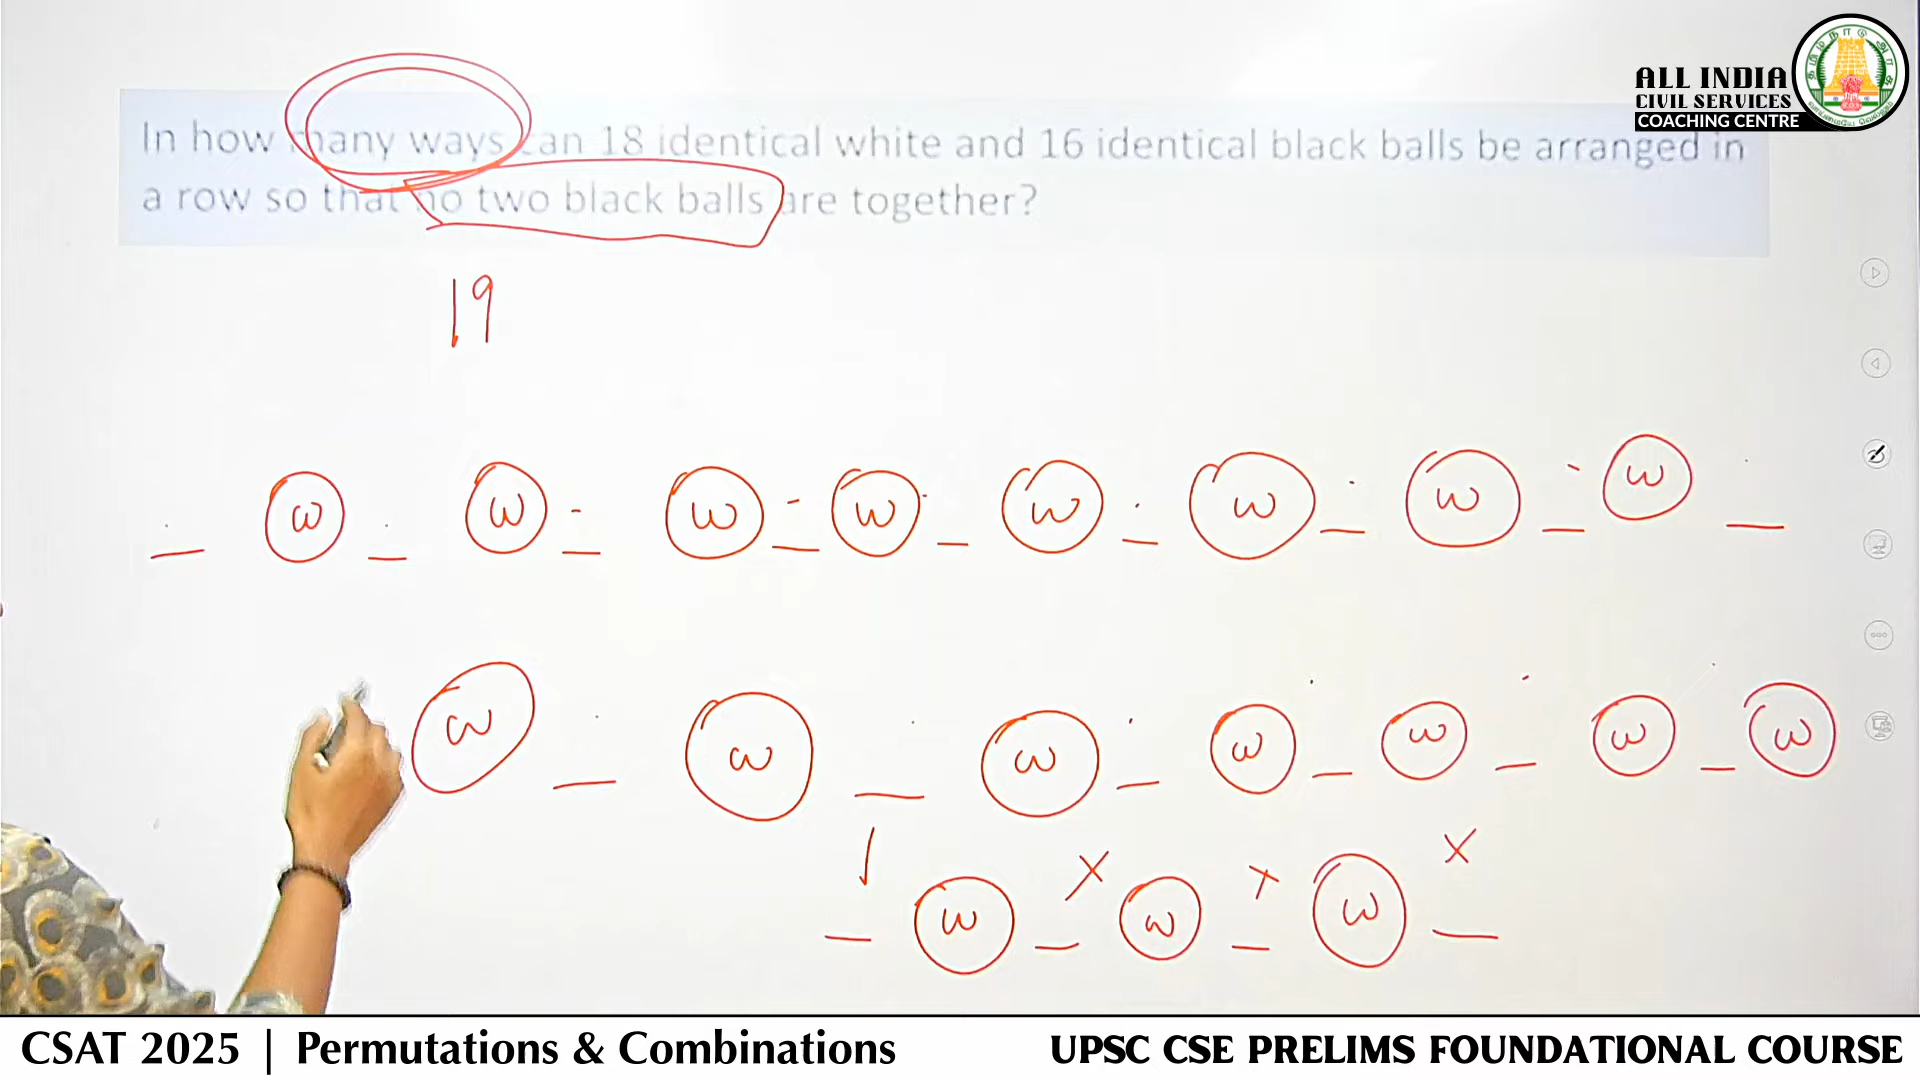 ALL INDIA
CIVIL SERVICES
COACHING CENTRE
In how many ways can 18 identical white and 16 identical black balls be arranged in
a row so that no two black balls are together?
19
_ W _ W _ W _ W _ W _ W _ W _ W _
W _ W _ W _ W _ W _ W _ W
_ W _ W _ W _
CSAT 2025 | Permutations & Combinations
UPSC CSE PRELIMS FOUNDATIONAL COURSE